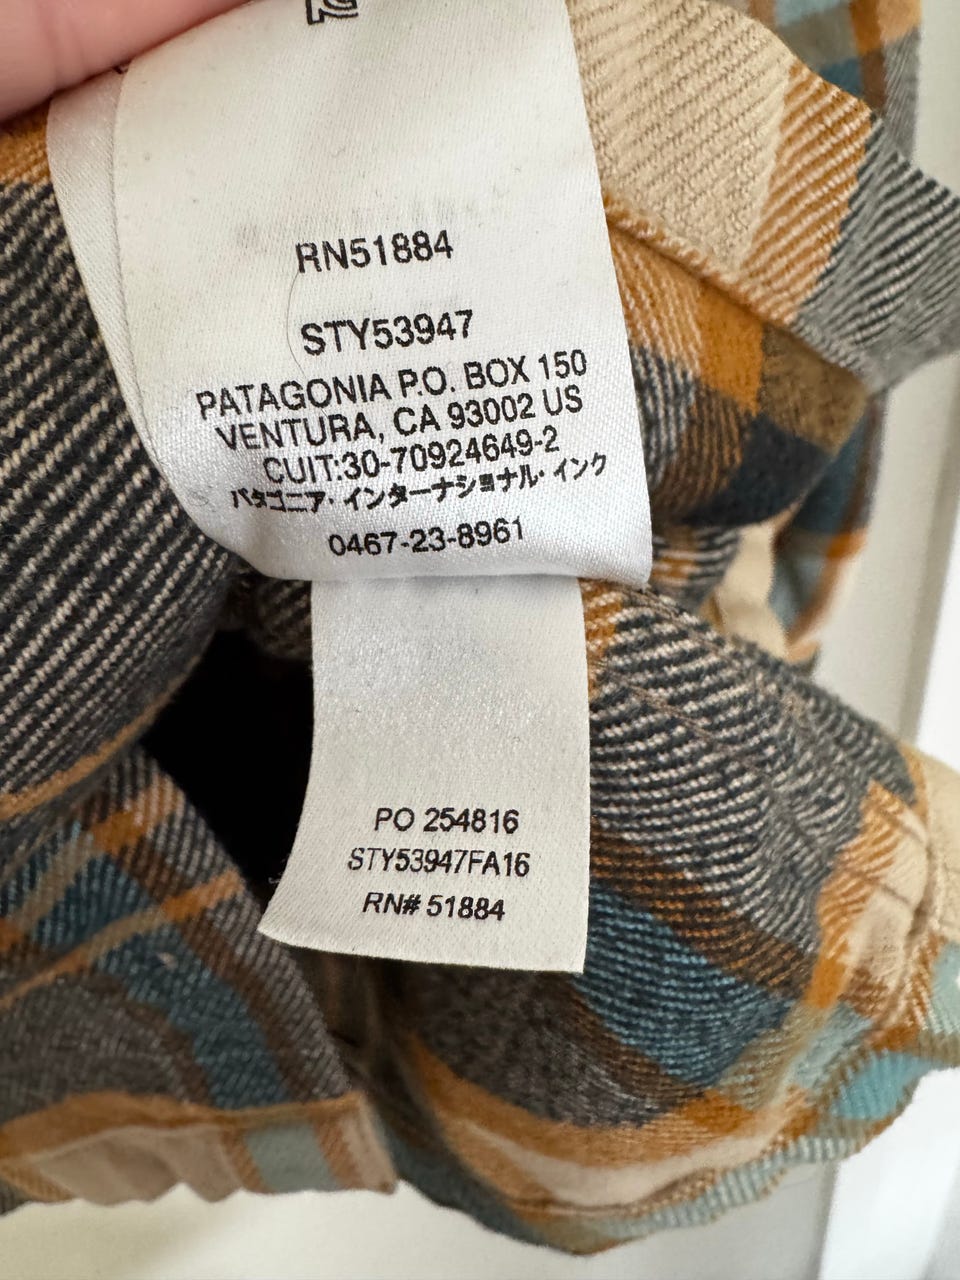 RN51884
STY53947
PATAGONIA P.O. BOX 150
VENTURA, CA 93002 US
CUIT:30-70924649-2
パタゴニア・インターナショナル・インク
0467-23-8961
PO 254816
STY53947FA16
RN# 51884